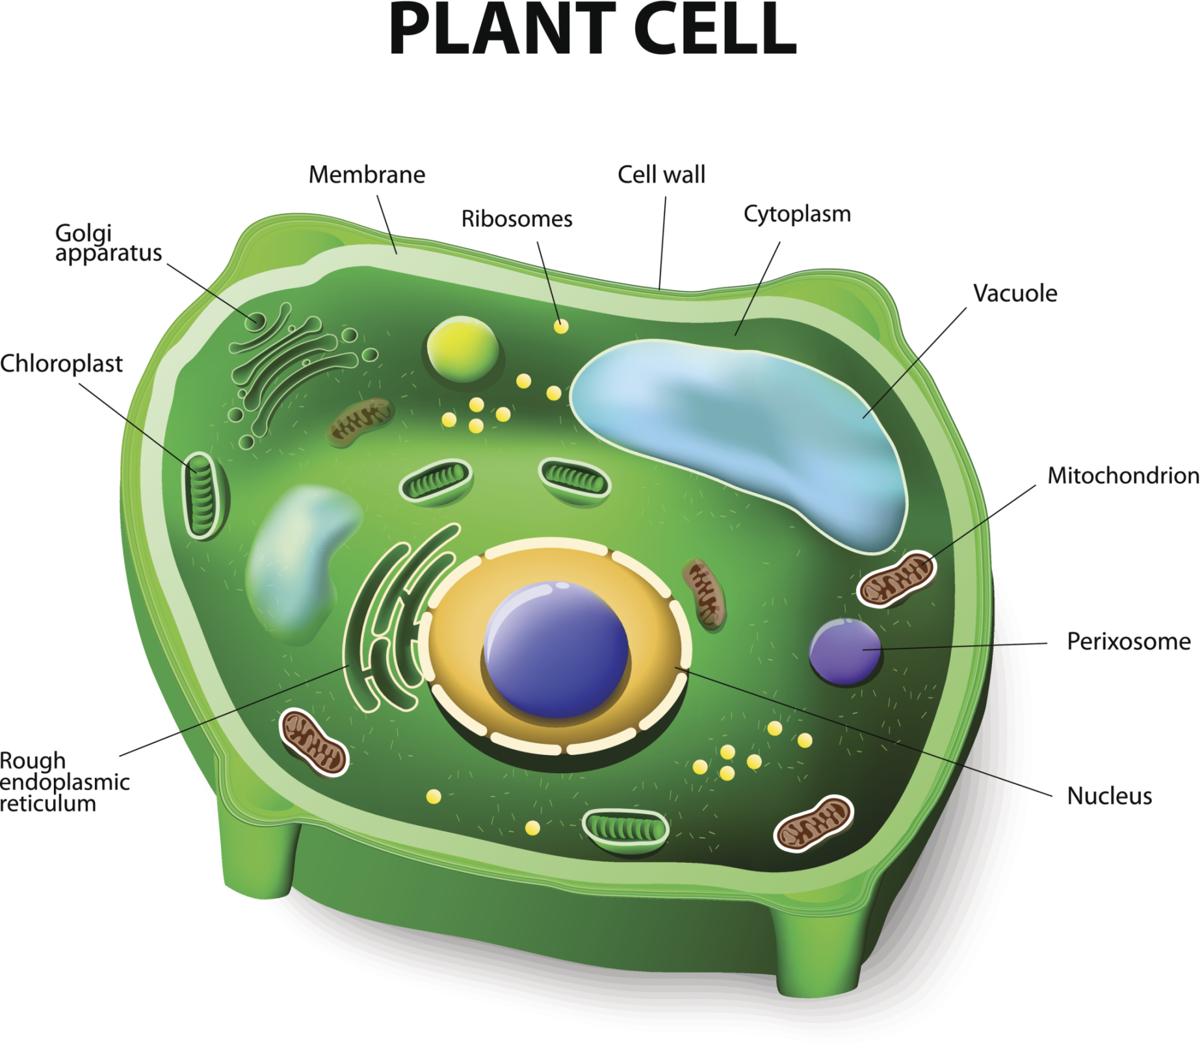 PLANT CELL
Membrane
Cell wall
Ribosomes
Cytoplasm
Golgi
apparatus
Vacuole
Chloroplast
Mitochondrion
Perixosome
Rough
endoplasmic
reticulum
Nucleus